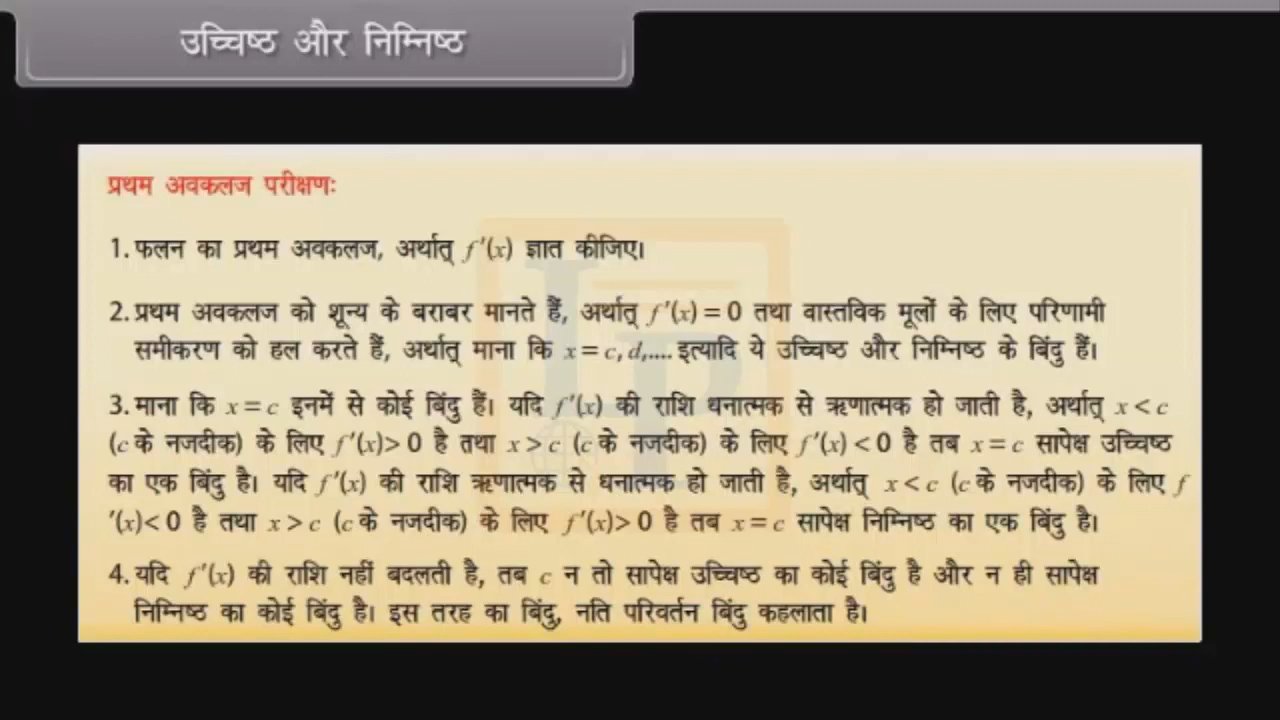 उच्चिष्ठ और निम्निष्ठ
प्रथम अवकलज परीक्षणः
1. फलन का प्रथम अवकलज, अर्थात् f'(x) ज्ञात कीजिए।
2. प्रथम अवकलज को शून्य के बराबर मानते हैं, अर्थात् f'(x) = 0 तथा वास्तविक मूलों के लिए परिणामी
समीकरण को हल करते हैं, अर्थात् माना कि x = c, d,.... इत्यादि ये उच्चिष्ठ और निम्निष्ठ के बिंदु हैं।
3. माना कि x = c इनमें से कोई बिंदु हैं। यदि f'(x) की राशि धनात्मक से ऋणात्मक हो जाती है, अर्थात् x < c
(c के नजदीक) के लिए f'(x) > 0 है तथा x > c (c के नजदीक) के लिए f'(x) < 0 है तब x = c सापेक्ष उच्चिष्ठ
का एक बिंदु है। यदि f'(x) की राशि ऋणात्मक से धनात्मक हो जाती है, अर्थात् x < c (c के नजदीक) के लिए f
'(x) < 0 है तथा x > c (c के नजदीक) के लिए f'(x) > 0 है तब x = c सापेक्ष निम्निष्ठ का एक बिंदु है।
4. यदि f'(x) की राशि नहीं बदलती है, तब c न तो सापेक्ष उच्चिष्ठ का कोई बिंदु है और न ही सापेक्ष
निम्निष्ठ का कोई बिंदु है। इस तरह का बिंदु, नति परिवर्तन बिंदु कहलाता है।